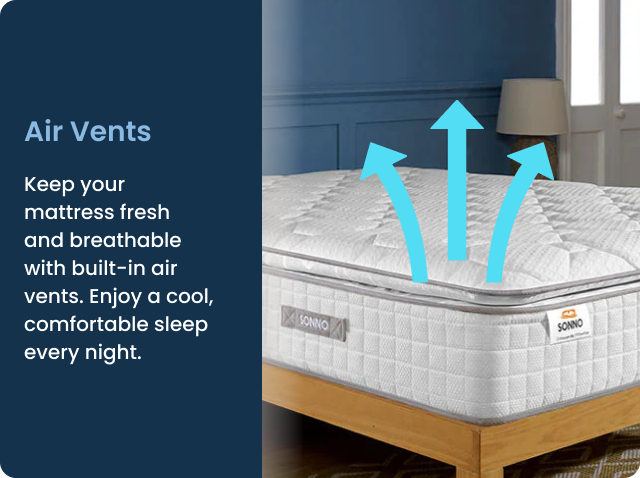 Air Vents
Keep your
mattress fresh
and breathable
with built-in air
vents. Enjoy a cool,
comfortable sleep
every night.
SONNO
SONNO